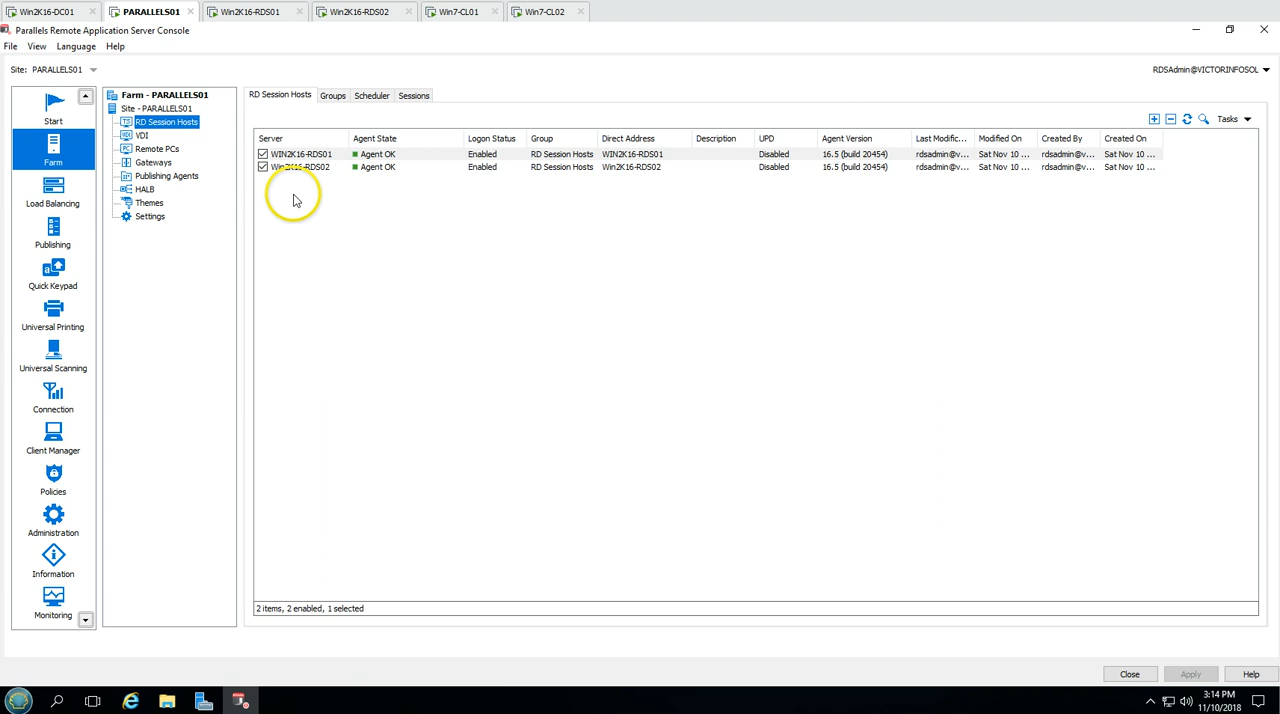 Win2K16-DC01 PARALLELS01 Win2K16-RDS01 Win2K16-RDS02 Win7-CL01 Win7-CL02
Parallels Remote Application Server Console
File View Language Help
Site: PARALLELS01 RDSAdmin@VICTORINFOSOL
Start
Farm
Load Balancing
Publishing
Quick Keypad
Universal Printing
Universal Scanning
Connection
Client Manager
Policies
Administration
Information
Monitoring
Farm - PARALLELS01
Site - PARALLELS01
RD Session Hosts
VDI
Remote PCs
Gateways
Publishing Agents
HALB
Themes
Settings
RD Session Hosts Groups Scheduler Sessions
Tasks
Server Agent State Logon Status Group Direct Address Description UPD Agent Version Last Modific... Modified On Created By Created On
WIN2K16-RDS01 Agent OK Enabled RD Session Hosts WIN2K16-RDS01 Disabled 16.5 (build 20454) rdsadmin@v... Sat Nov 10 ... rdsadmin@v... Sat Nov 10 ...
Win2K16-RDS02 Agent OK Enabled RD Session Hosts Win2K16-RDS02 Disabled 16.5 (build 20454) rdsadmin@v... Sat Nov 10 ... rdsadmin@v... Sat Nov 10 ...
2 items, 2 enabled, 1 selected
Close Apply Help
3:14 PM
11/10/2018